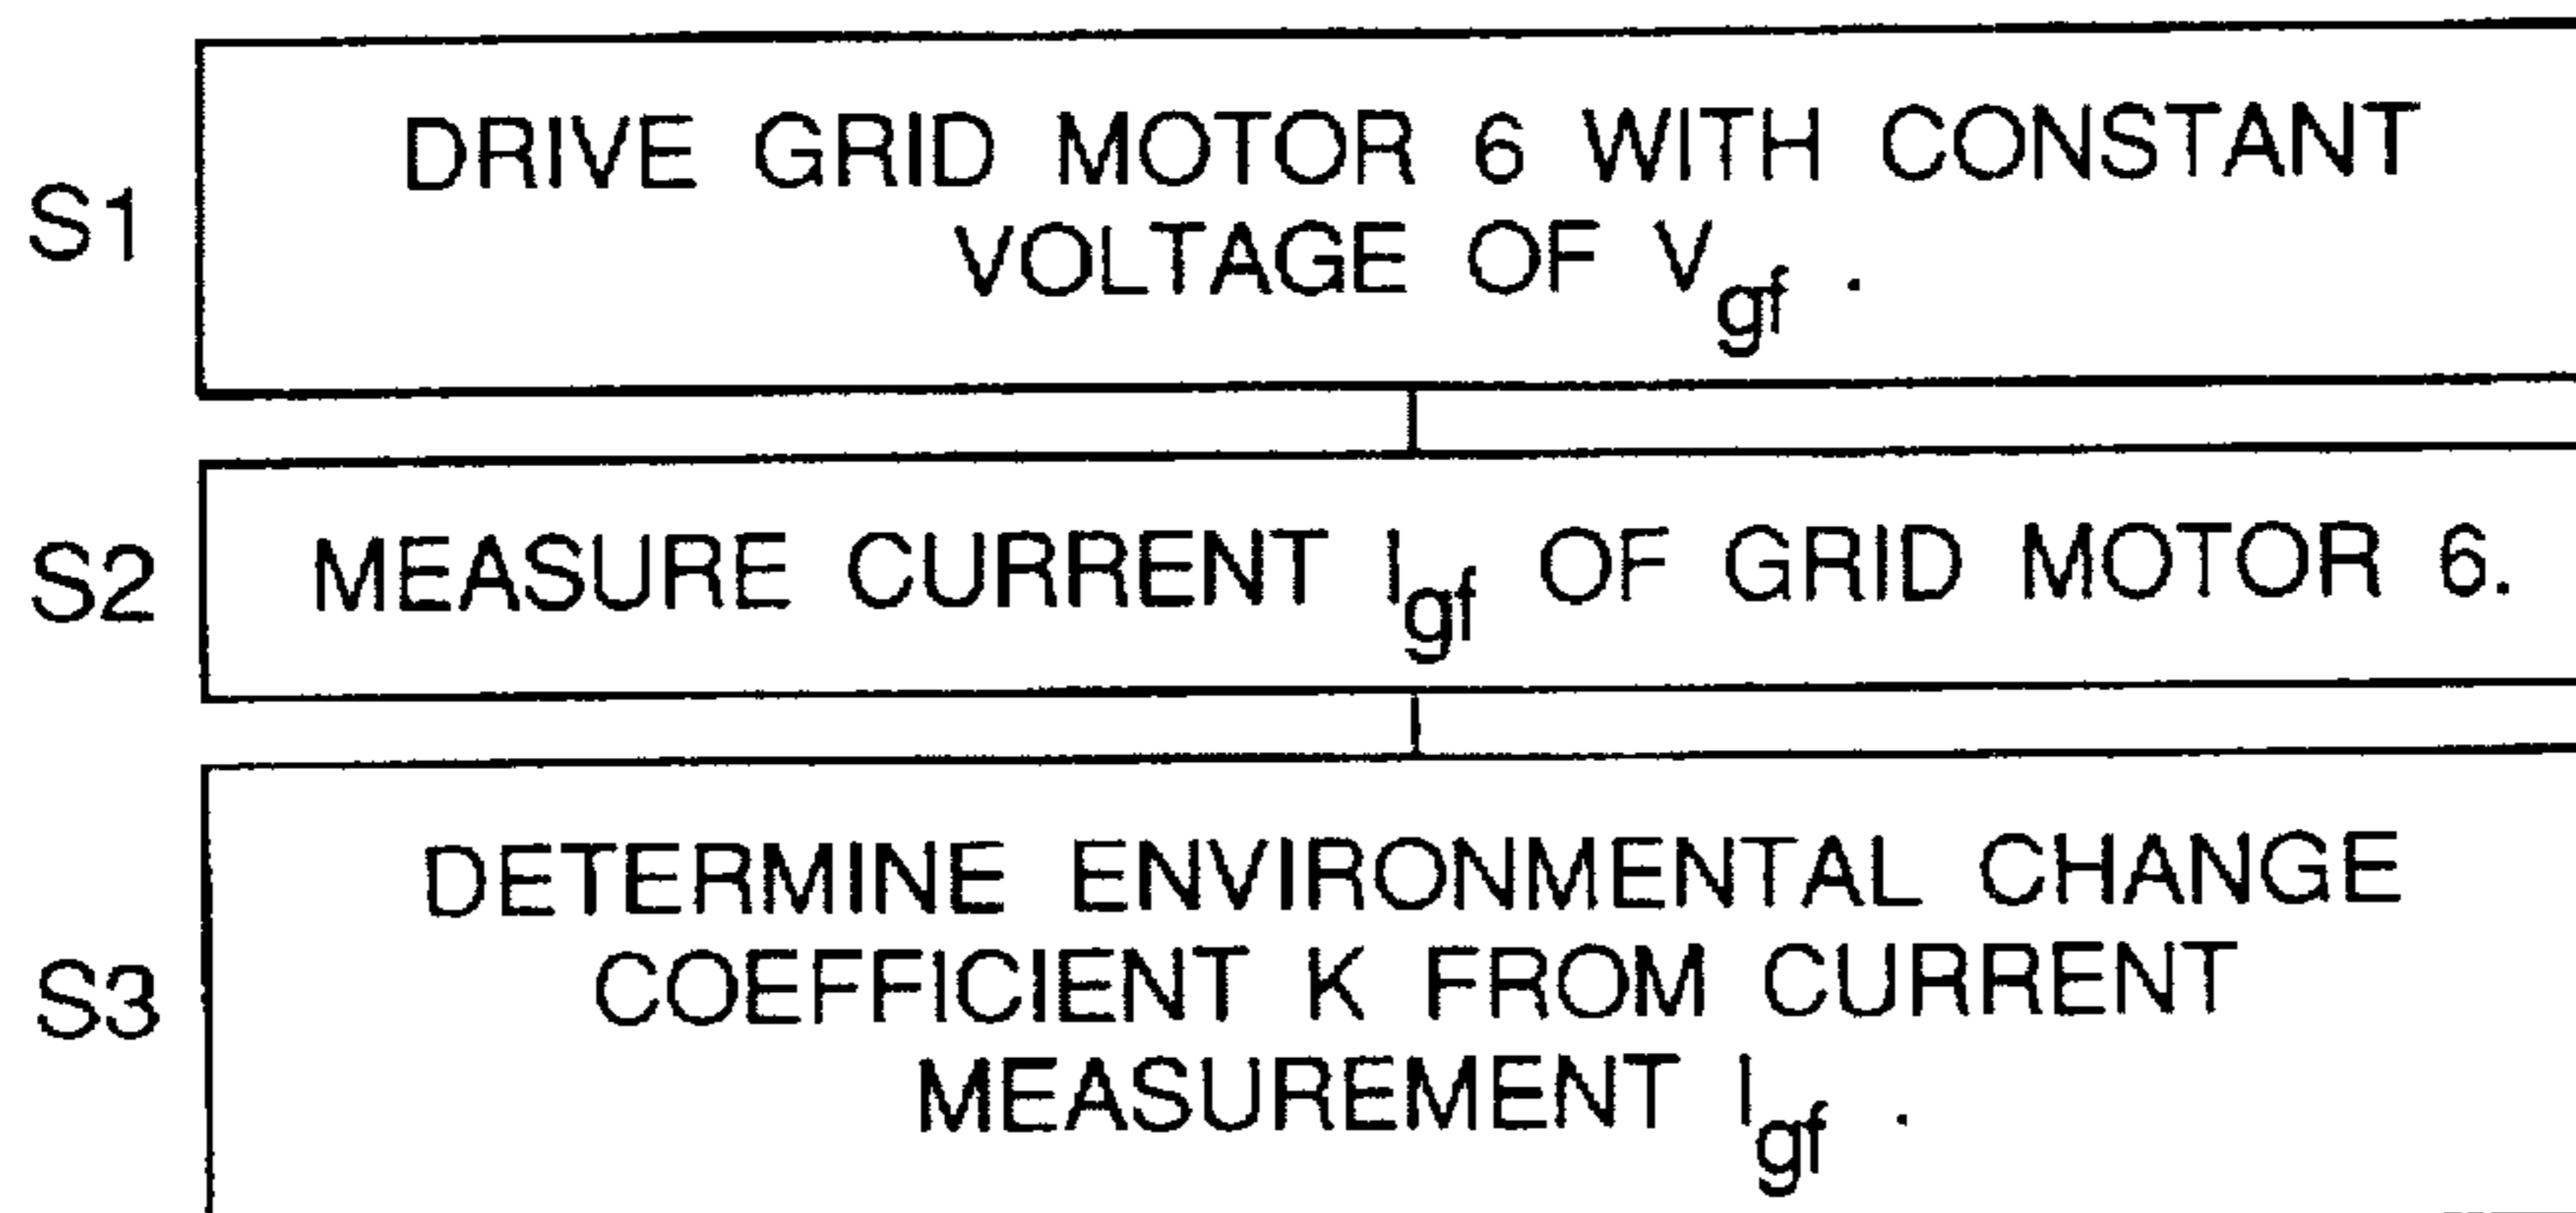 S1
DRIVE GRID MOTOR 6 WITH CONSTANT
VOLTAGE OF Vgf .
S2
MEASURE CURRENT Igf OF GRID MOTOR 6.
S3
DETERMINE ENVIRONMENTAL CHANGE
COEFFICIENT K FROM CURRENT
MEASUREMENT Igf .